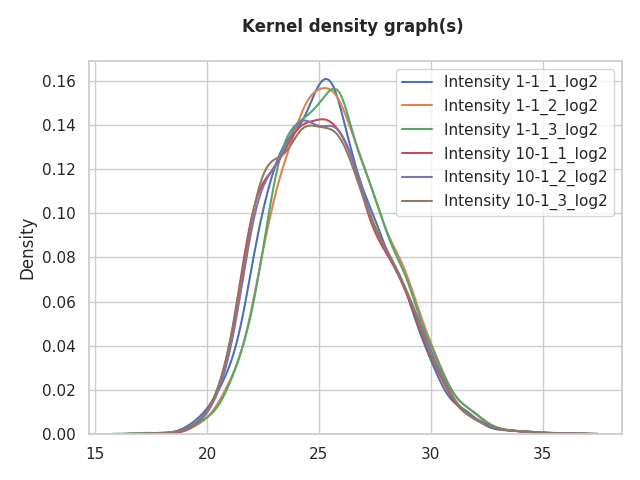 Kernel density graph(s)
Intensity 1-1_1_log2
Intensity 1-1_2_log2
Intensity 1-1_3_log2
Intensity 10-1_1_log2
Intensity 10-1_2_log2
Intensity 10-1_3_log2
Density
0.16
0.14
0.12
0.10
0.08
0.06
0.04
0.02
0.00
15 20 25 30 35